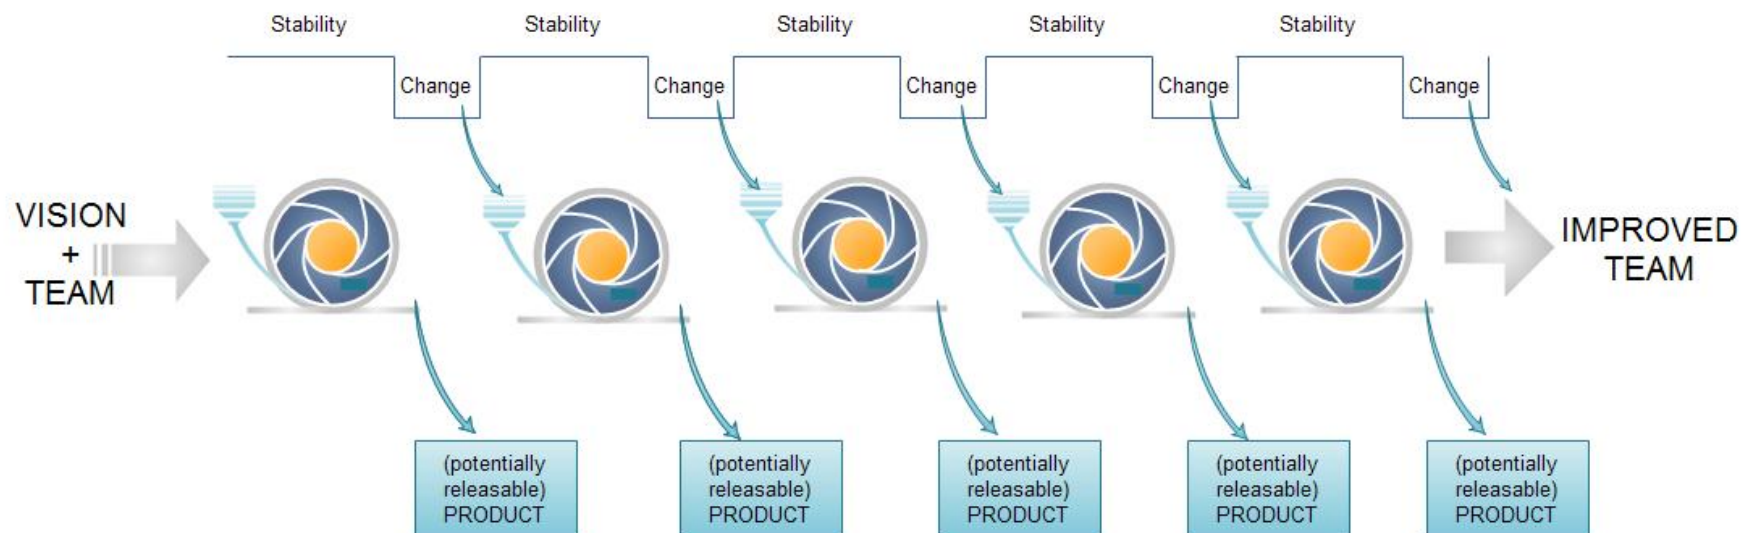 Stability
Stability
Stability
Stability
Stability
Change
Change
Change
Change
Change
VISION
+
TEAM
IMPROVED
TEAM
(potentially
releasable)
PRODUCT
(potentially
releasable)
PRODUCT
(potentially
releasable)
PRODUCT
(potentially
releasable)
PRODUCT
(potentially
releasable)
PRODUCT